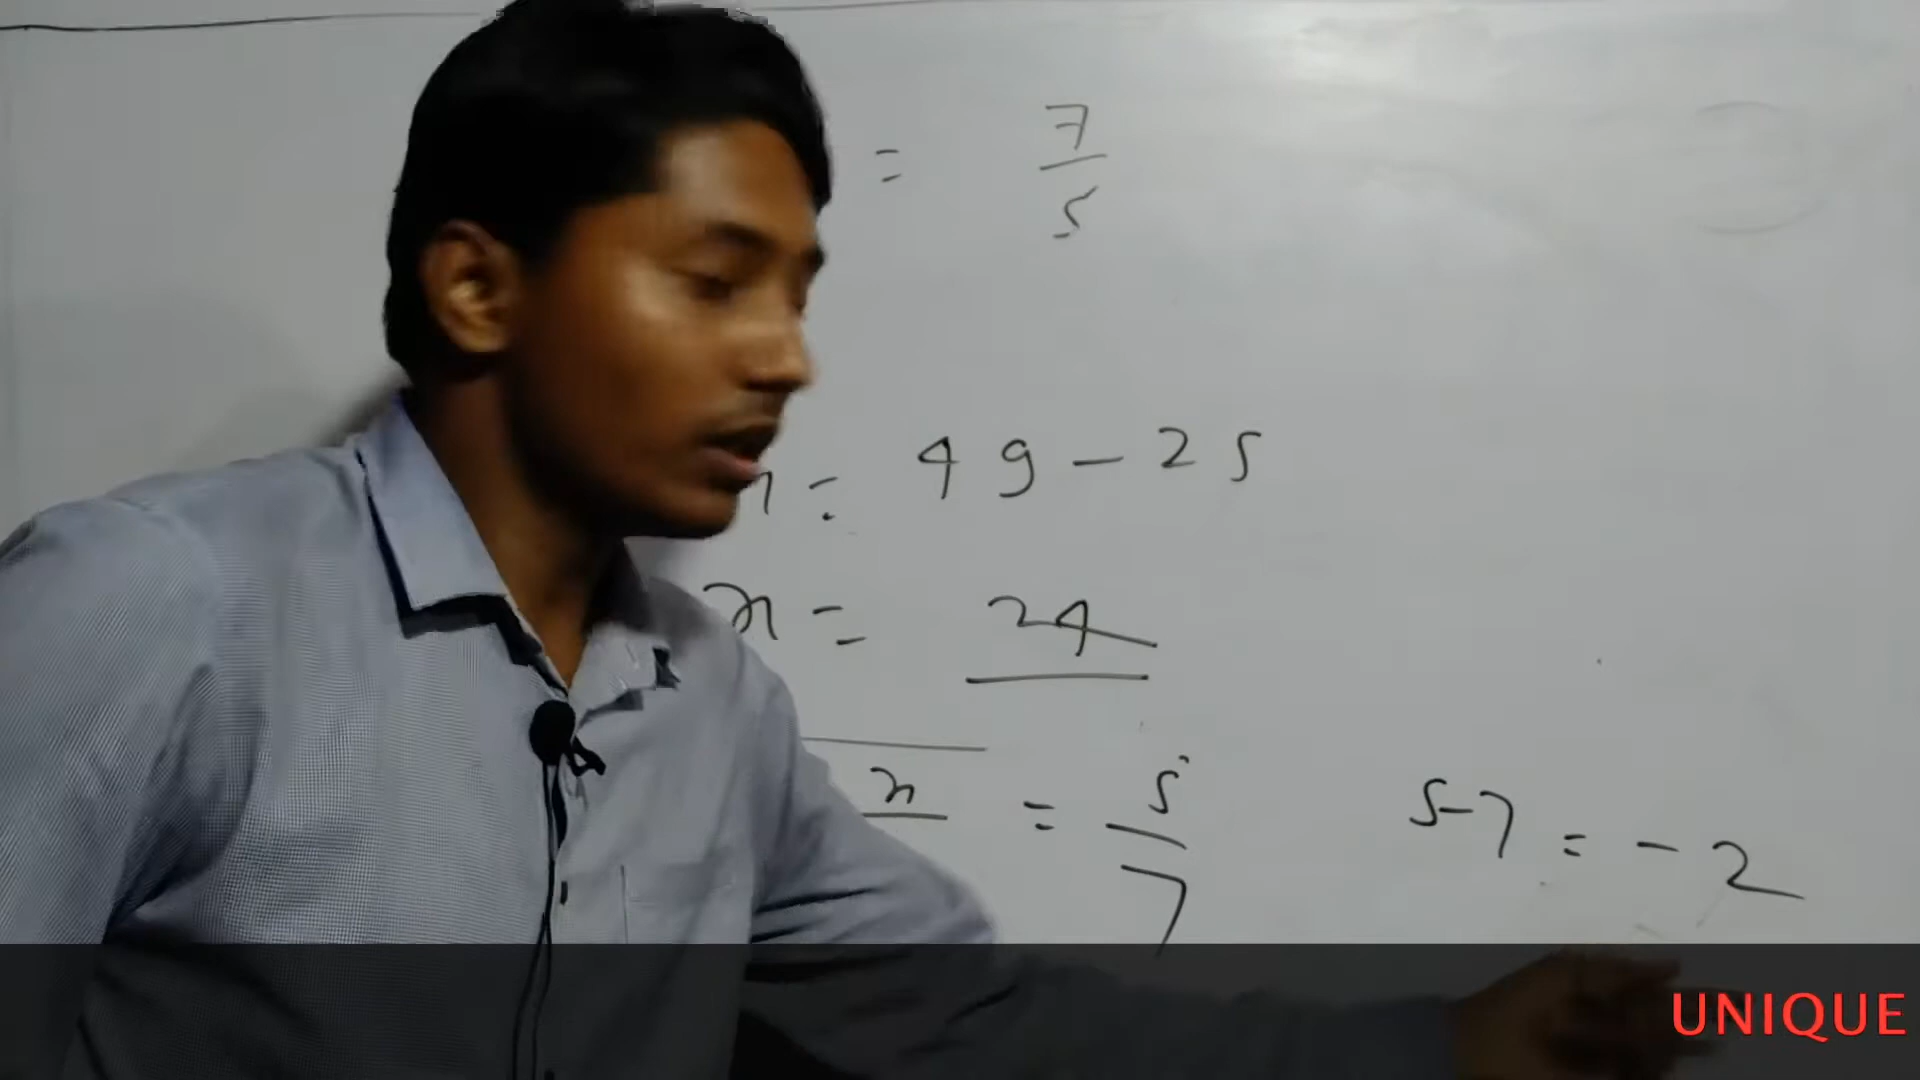 = 7/5
= 49 - 25
x = 24
x/ = 5/7
5-7 = -2
UNIQUE